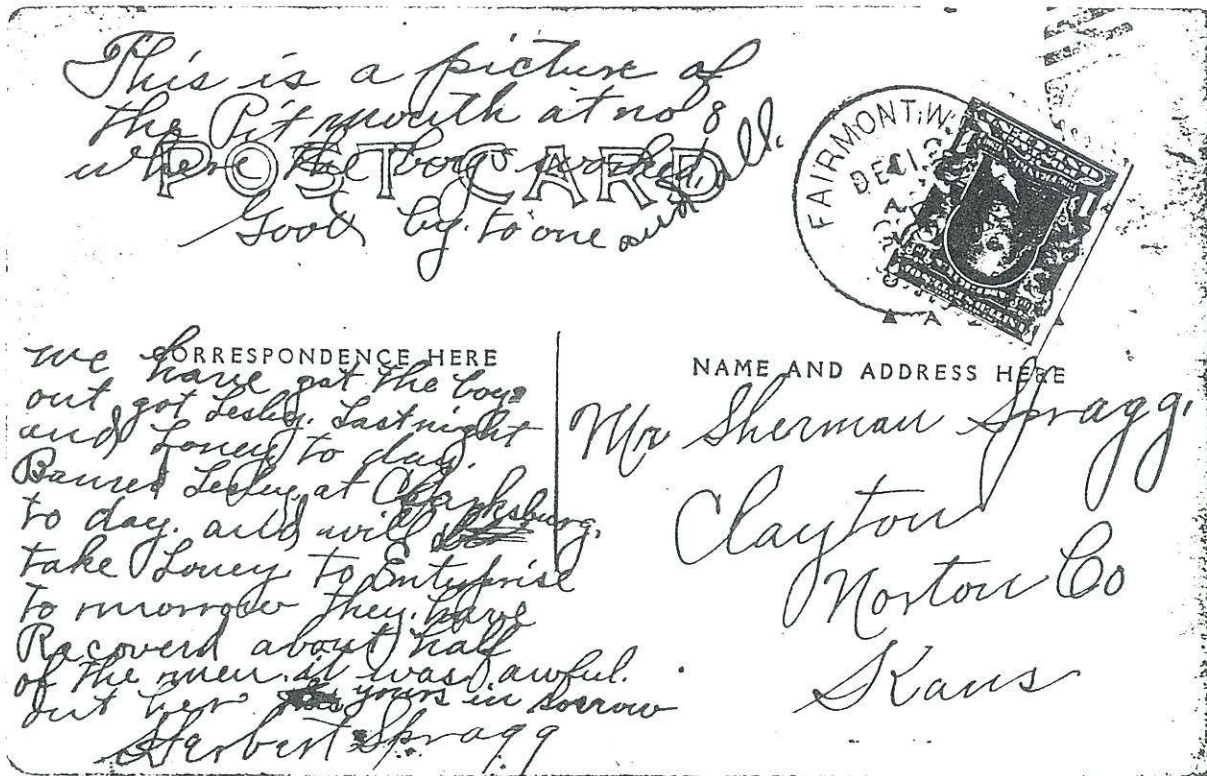 This is a picture of
the Pit mouth at no 8
where the boys worked.
POST CARD
Good by. to one and all.
FAIRMONT, W
DEC 12
CORRESPONDENCE HERE
we have got the boys
out got Lesley. Last night
and Loney to day.
Buried Lesley at Clarksburg,
to day. and will
take Loney to Enterprise
to morrow they have
Recoverd about half
of the men. it was awful.
out her yours in sorrow
Herbert Spragg
NAME AND ADDRESS HERE
Mr Sherman Spragg,
Clayton
Norton Co
Kans